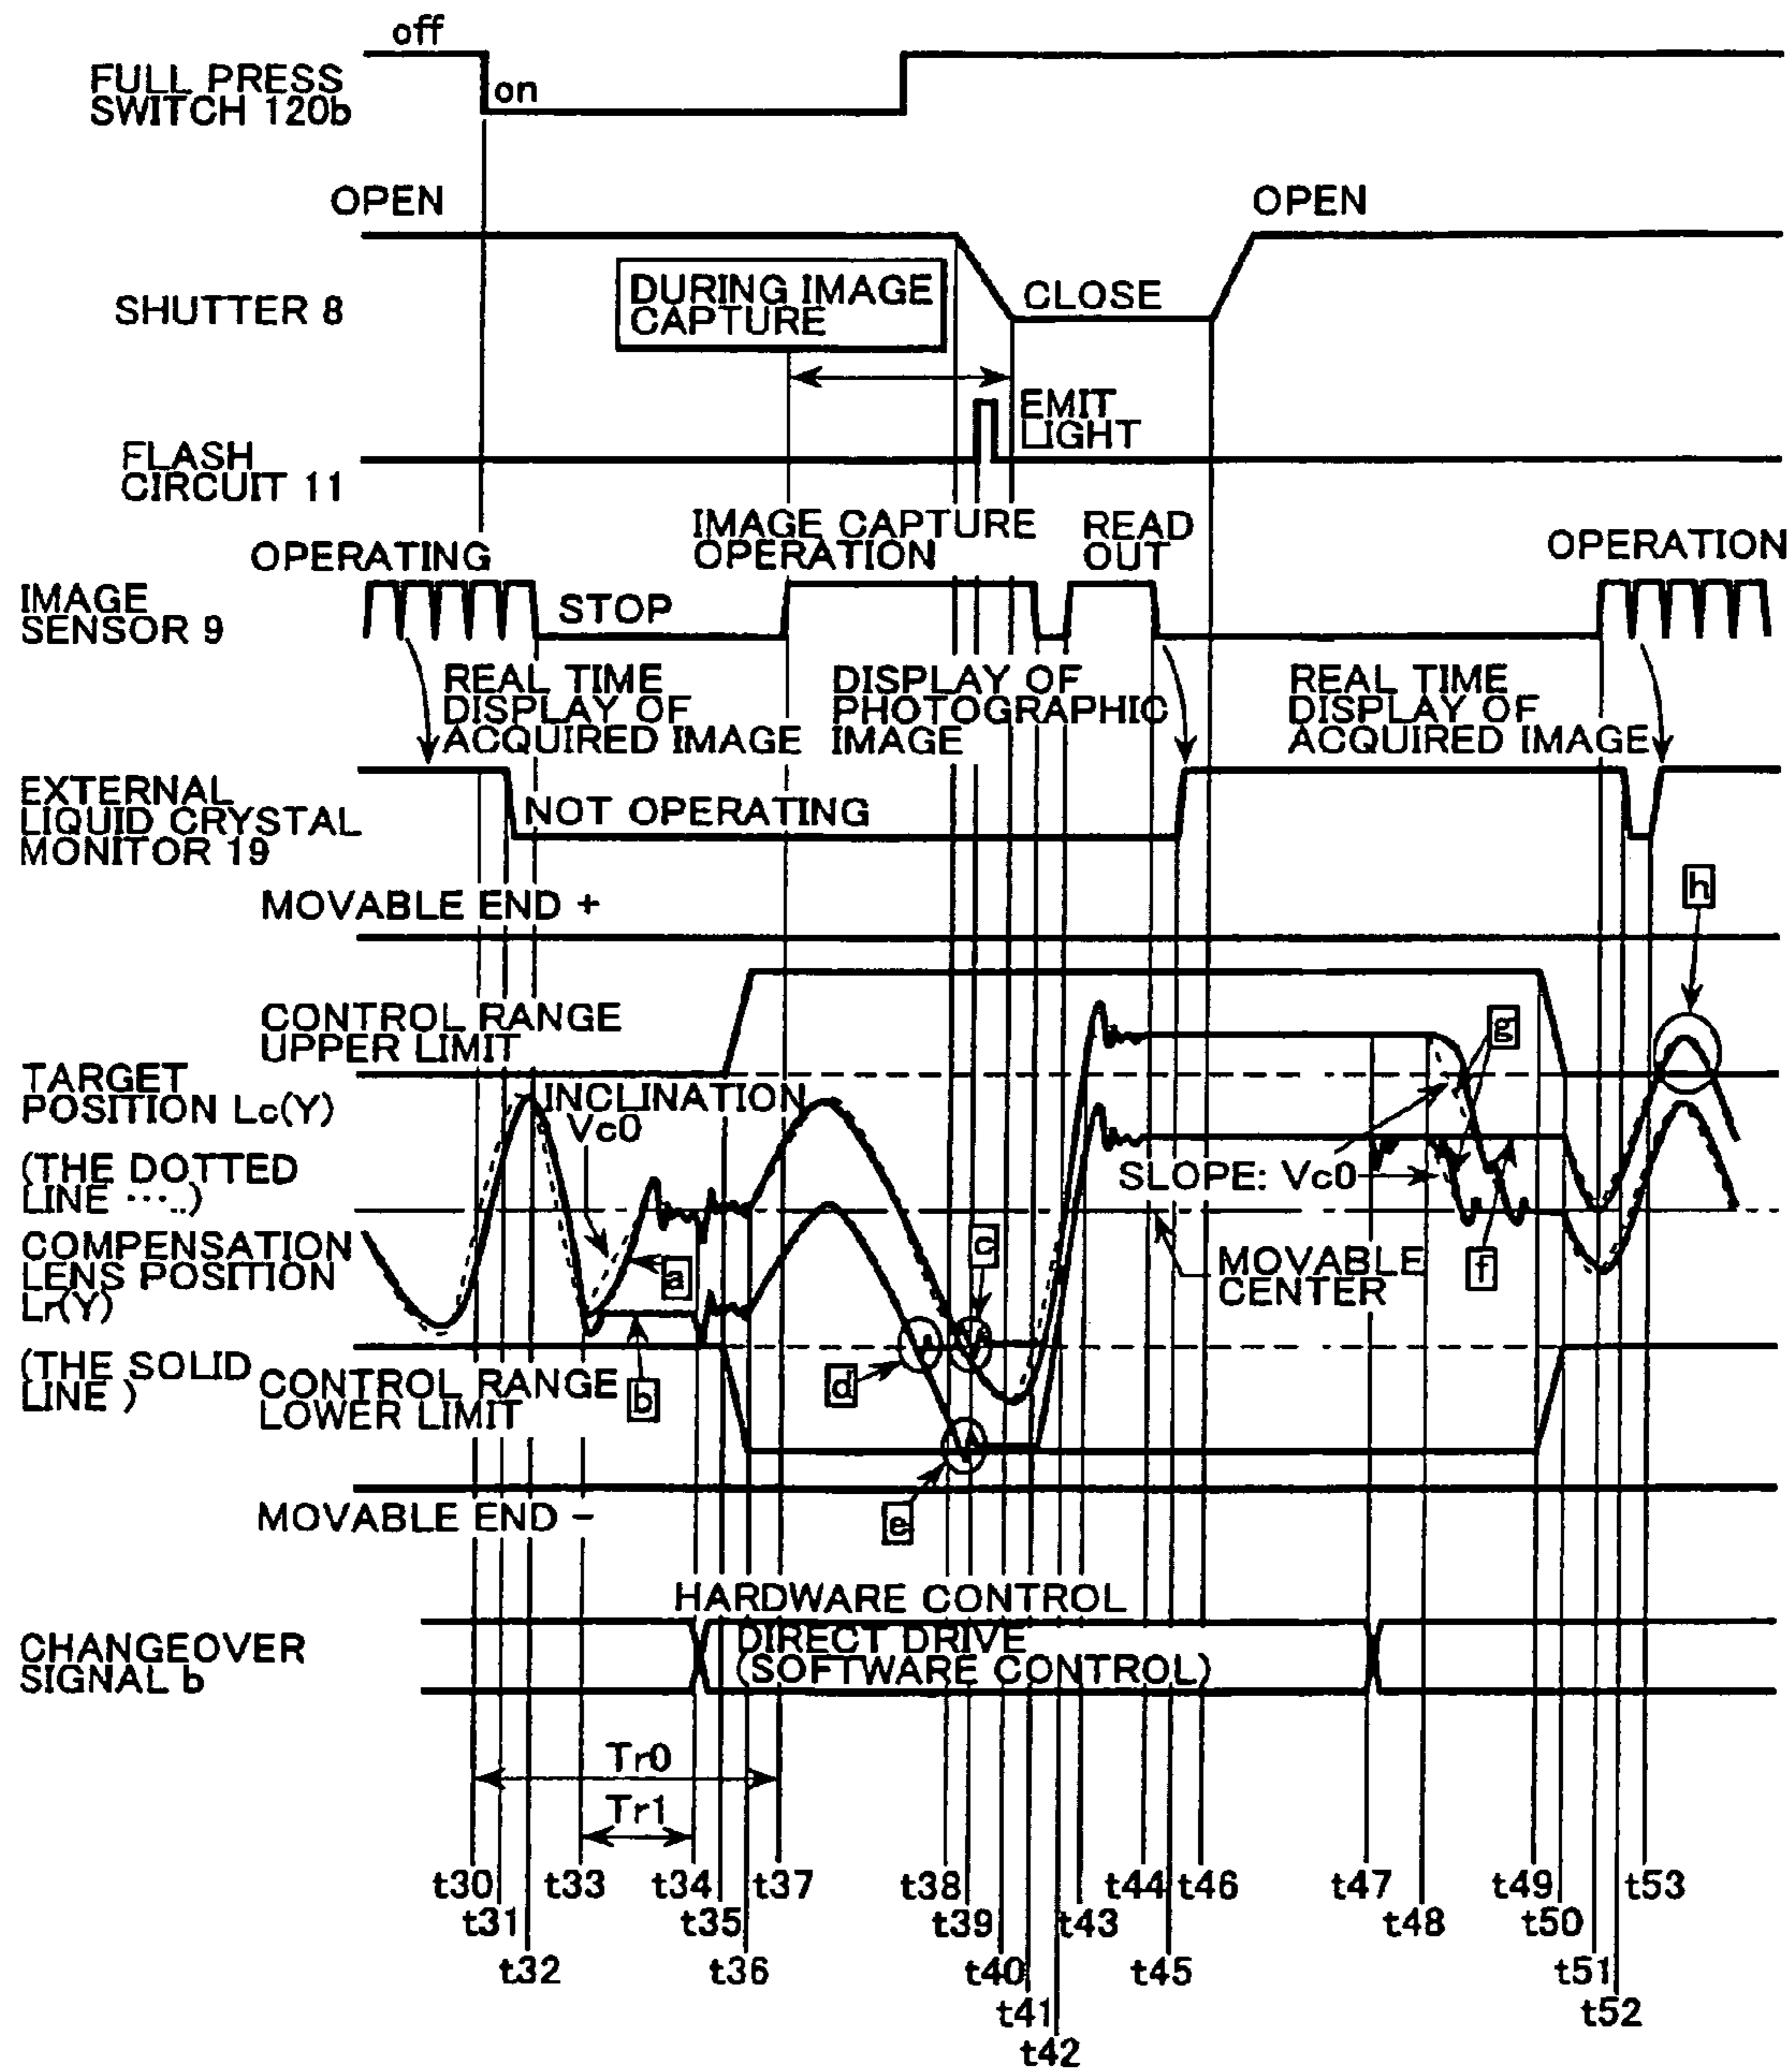 off
FULL PRESS
SWITCH 120b
on
OPEN
OPEN
DURING IMAGE
CAPTURE
CLOSE
SHUTTER 8
EMIT
LIGHT
FLASH
CIRCUIT 11
IMAGE CAPTURE
OPERATION
READ
OUT
OPERATING
OPERATION
IMAGE
SENSOR 9
STOP
REAL TIME
DISPLAY OF
ACQUIRED IMAGE
DISPLAY OF
PHOTOGRAPHIC
IMAGE
REAL TIME
DISPLAY OF
ACQUIRED IMAGE
EXTERNAL
LIQUID CRYSTAL
MONITOR 19
NOT OPERATING
MOVABLE END +
h
CONTROL RANGE
UPPER LIMIT
g
TARGET
POSITION Lc(Y)
INCLINATION
Vc0
(THE DOTTED
LINE ·····)
SLOPE: Vc0
COMPENSATION
LENS POSITION
Lr(Y)
a
c
MOVABLE
CENTER
f
(THE SOLID
LINE )
CONTROL RANGE
LOWER LIMIT
b
d
e
MOVABLE END -
HARDWARE CONTROL
CHANGEOVER
SIGNAL b
DIRECT DRIVE
(SOFTWARE CONTROL)
Tr0
Tr1
t30 t33 t34 t37 t38 t44 t46 t47 t49 t53
t31 t35 t39 t43 t48 t50
t32 t36 t40 t45 t51
t41 t52
t42